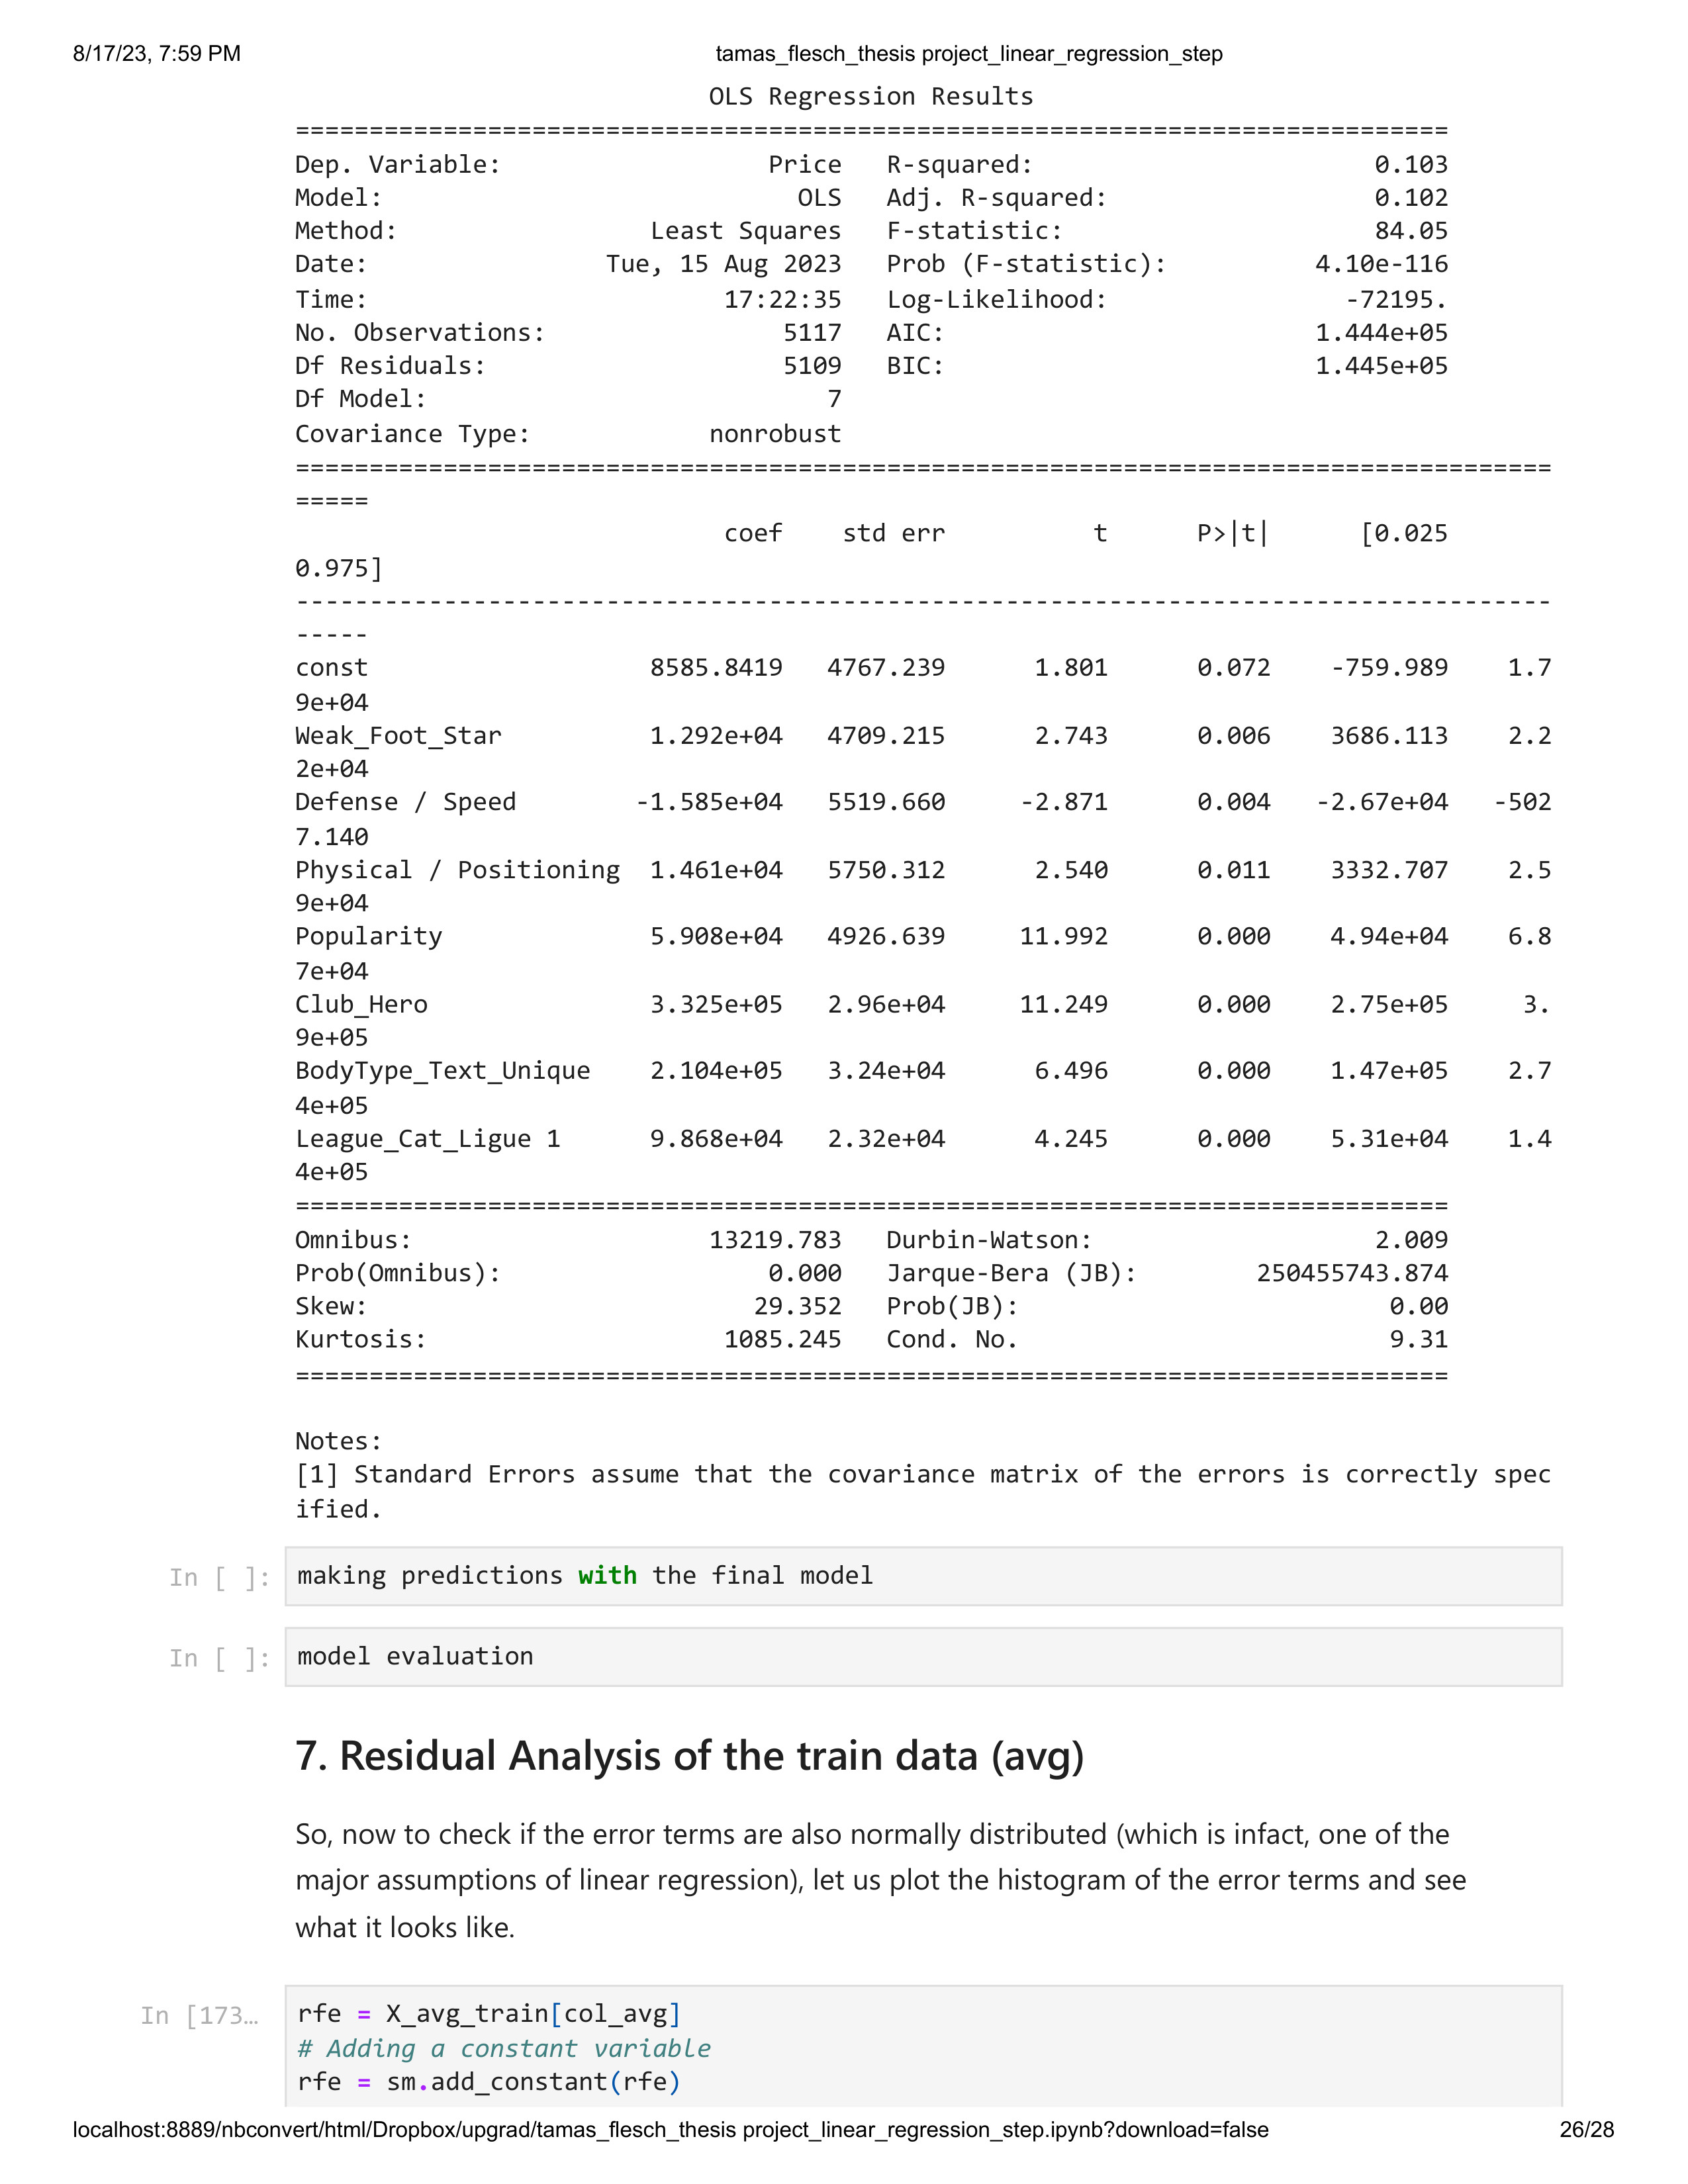 8/17/23, 7:59 PM tamas_flesch_thesis project_linear_regression_step
OLS Regression Results
==============================================================================
Dep. Variable: Price R-squared: 0.103
Model: OLS Adj. R-squared: 0.102
Method: Least Squares F-statistic: 84.05
Date: Tue, 15 Aug 2023 Prob (F-statistic): 4.10e-116
Time: 17:22:35 Log-Likelihood: -72195.
No. Observations: 5117 AIC: 1.444e+05
Df Residuals: 5109 BIC: 1.445e+05
Df Model: 7
Covariance Type: nonrobust
=====================================================================================
=====
coef std err t P>|t| [0.025
0.975]
-------------------------------------------------------------------------------------
-----
const 8585.8419 4767.239 1.801 0.072 -759.989 1.7
9e+04
Weak_Foot_Star 1.292e+04 4709.215 2.743 0.006 3686.113 2.2
2e+04
Defense / Speed -1.585e+04 5519.660 -2.871 0.004 -2.67e+04 -502
7.140
Physical / Positioning 1.461e+04 5750.312 2.540 0.011 3332.707 2.5
9e+04
Popularity 5.908e+04 4926.639 11.992 0.000 4.94e+04 6.8
7e+04
Club_Hero 3.325e+05 2.96e+04 11.249 0.000 2.75e+05 3.
9e+05
BodyType_Text_Unique 2.104e+05 3.24e+04 6.496 0.000 1.47e+05 2.7
4e+05
League_Cat_Ligue 1 9.868e+04 2.32e+04 4.245 0.000 5.31e+04 1.4
4e+05
==============================================================================
Omnibus: 13219.783 Durbin-Watson: 2.009
Prob(Omnibus): 0.000 Jarque-Bera (JB): 250455743.874
Skew: 29.352 Prob(JB): 0.00
Kurtosis: 1085.245 Cond. No. 9.31
==============================================================================
Notes:
[1] Standard Errors assume that the covariance matrix of the errors is correctly spec
ified.
In [ ]: making predictions with the final model
In [ ]: model evaluation
7. Residual Analysis of the train data (avg)
So, now to check if the error terms are also normally distributed (which is infact, one of the
major assumptions of linear regression), let us plot the histogram of the error terms and see
what it looks like.
In [173… rfe = X_avg_train[col_avg]
# Adding a constant variable
rfe = sm.add_constant(rfe)
localhost:8889/nbconvert/html/Dropbox/upgrad/tamas_flesch_thesis project_linear_regression_step.ipynb?download=false 26/28